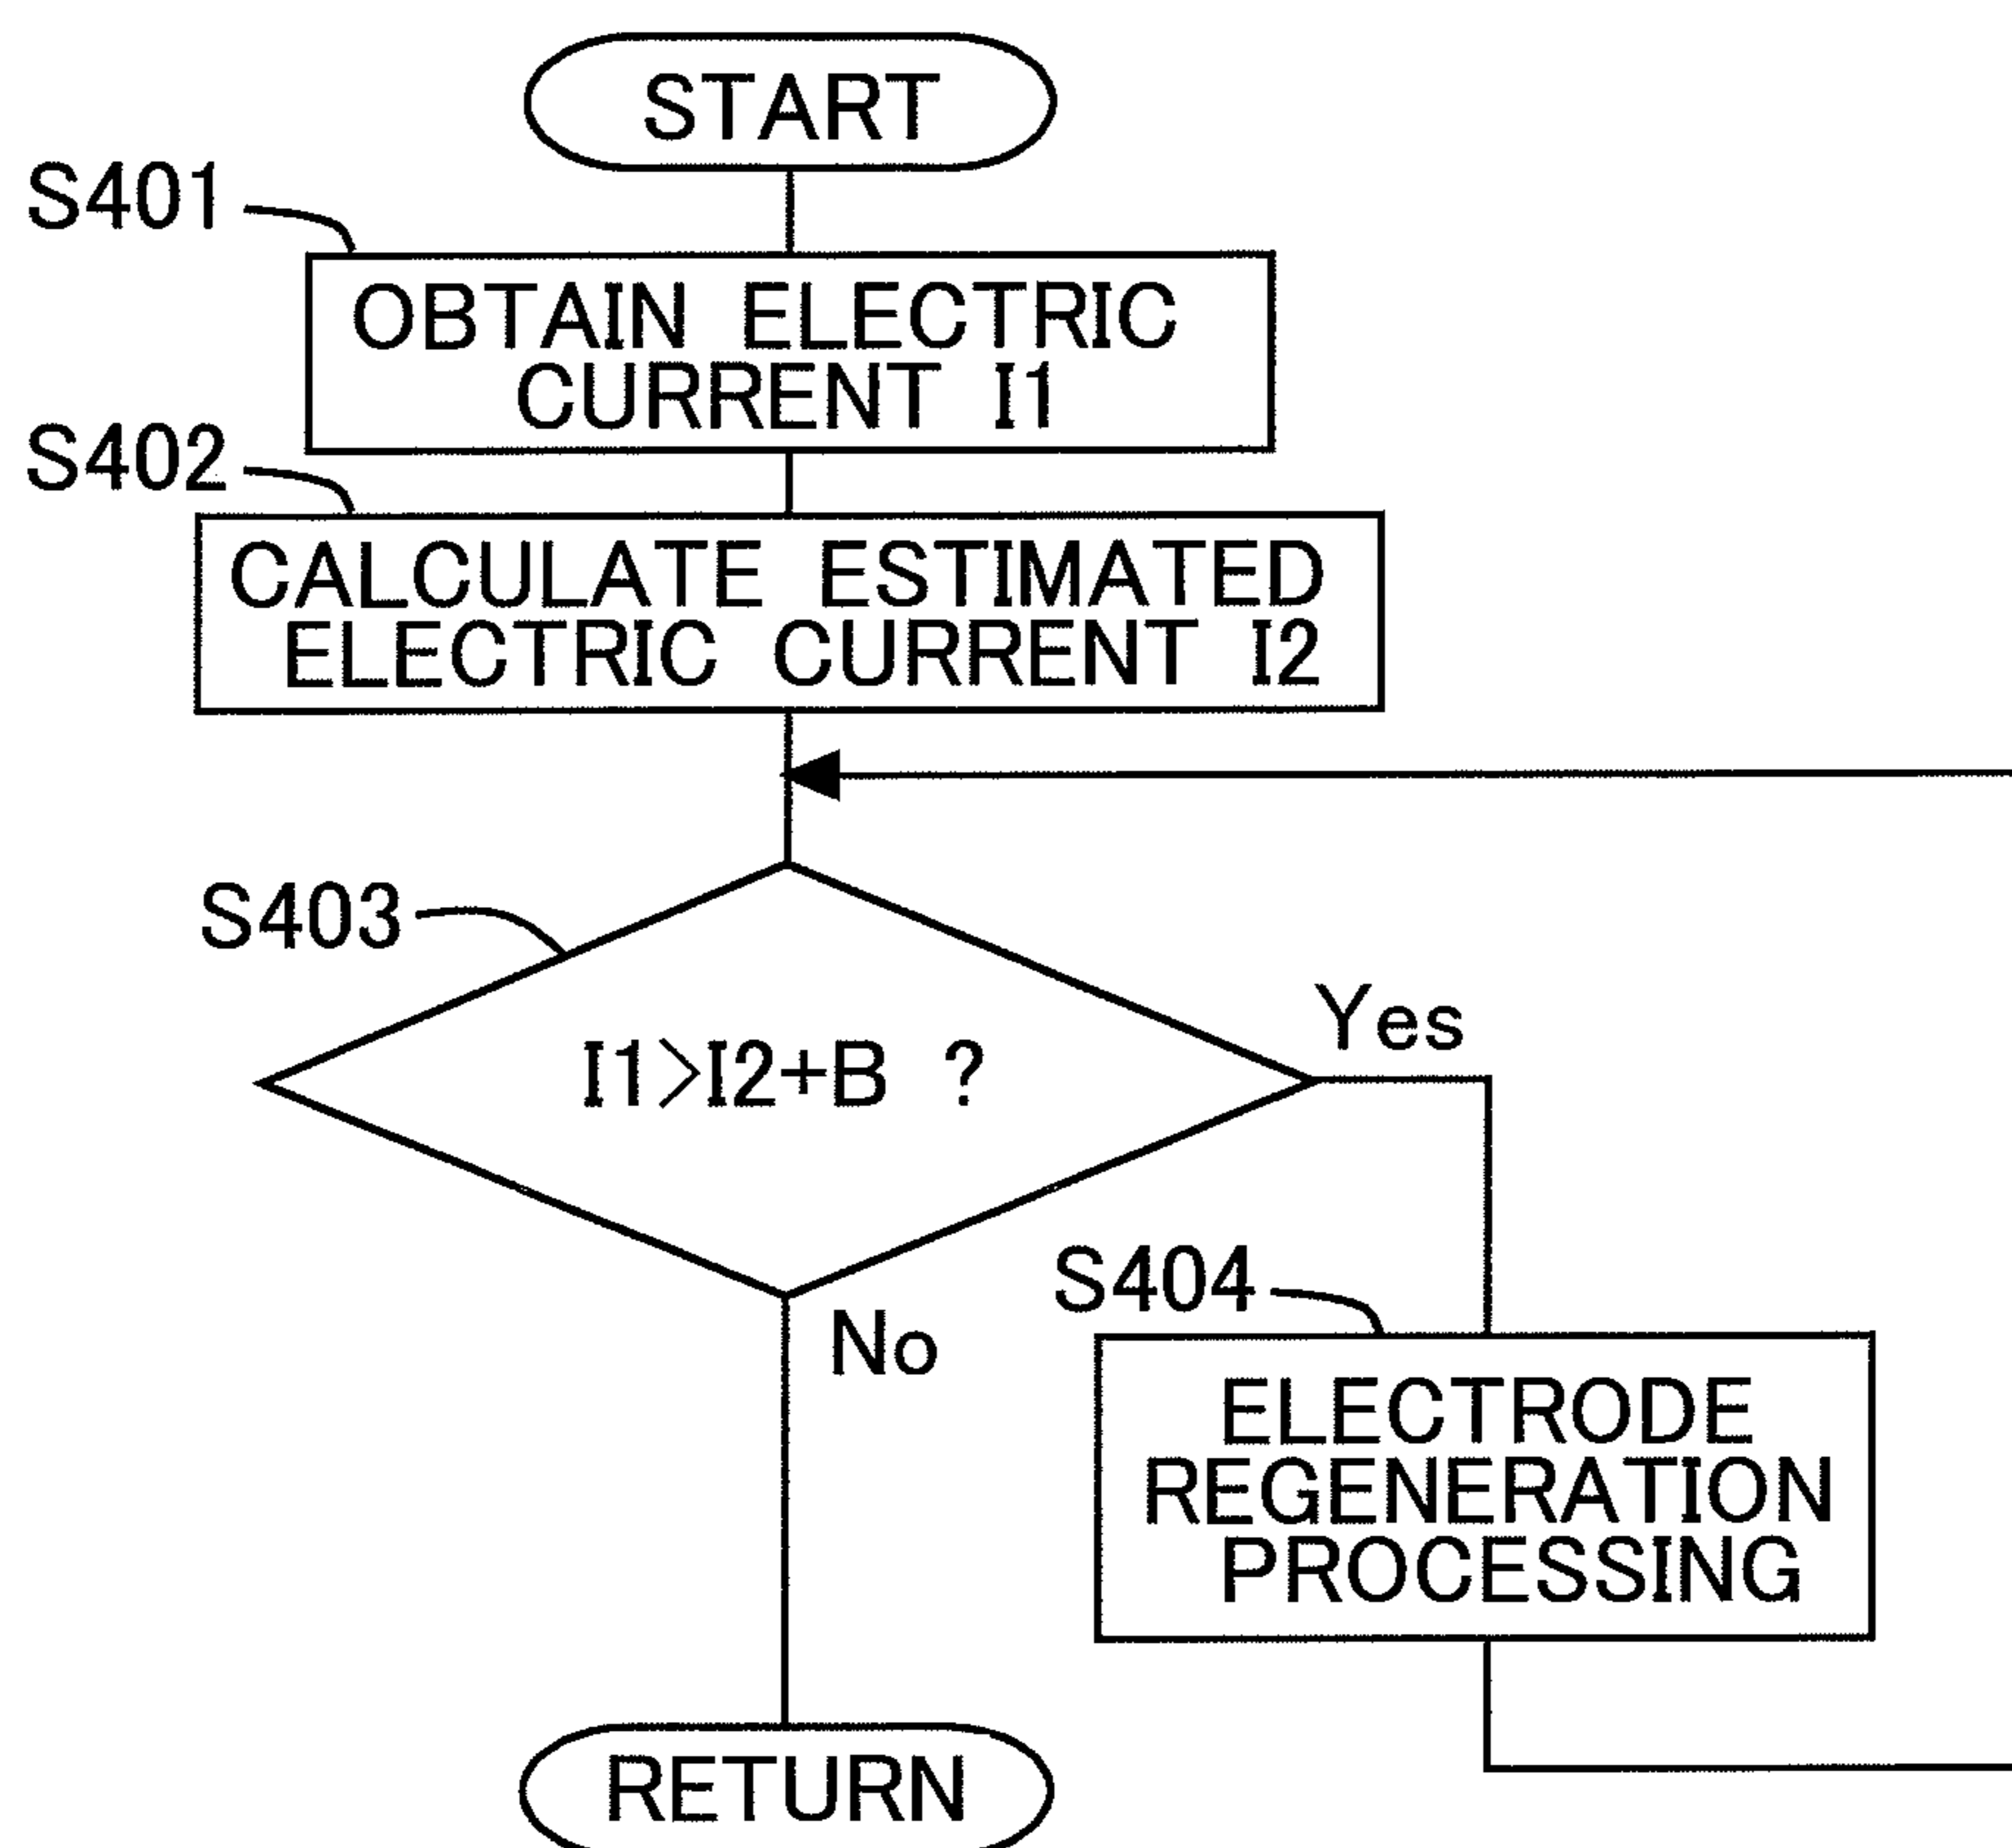 START
S401
OBTAIN ELECTRIC
CURRENT I1
S402
CALCULATE ESTIMATED
ELECTRIC CURRENT I2
S403
I1>I2+B ?
Yes
No
S404
ELECTRODE
REGENERATION
PROCESSING
RETURN